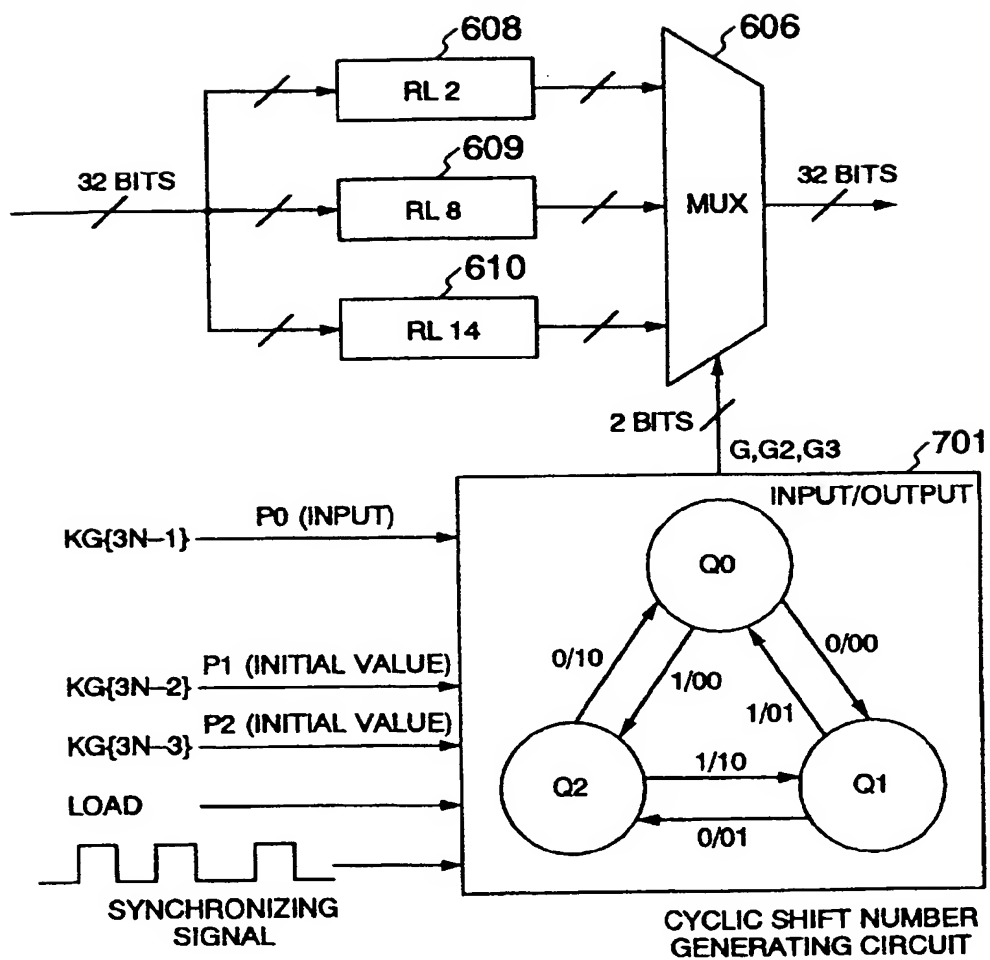 608
606
RL 2
609
32 BITS
RL 8
MUX
32 BITS
610
RL 14
2 BITS
G,G2,G3
701
INPUT/OUTPUT
KG{3N–1}
P0 (INPUT)
Q0
0/10
1/00
0/00
1/01
KG{3N–2}
P1 (INITIAL VALUE)
KG{3N–3}
P2 (INITIAL VALUE)
Q2
1/10
Q1
0/01
LOAD
SYNCHRONIZING
SIGNAL
CYCLIC SHIFT NUMBER
GENERATING CIRCUIT